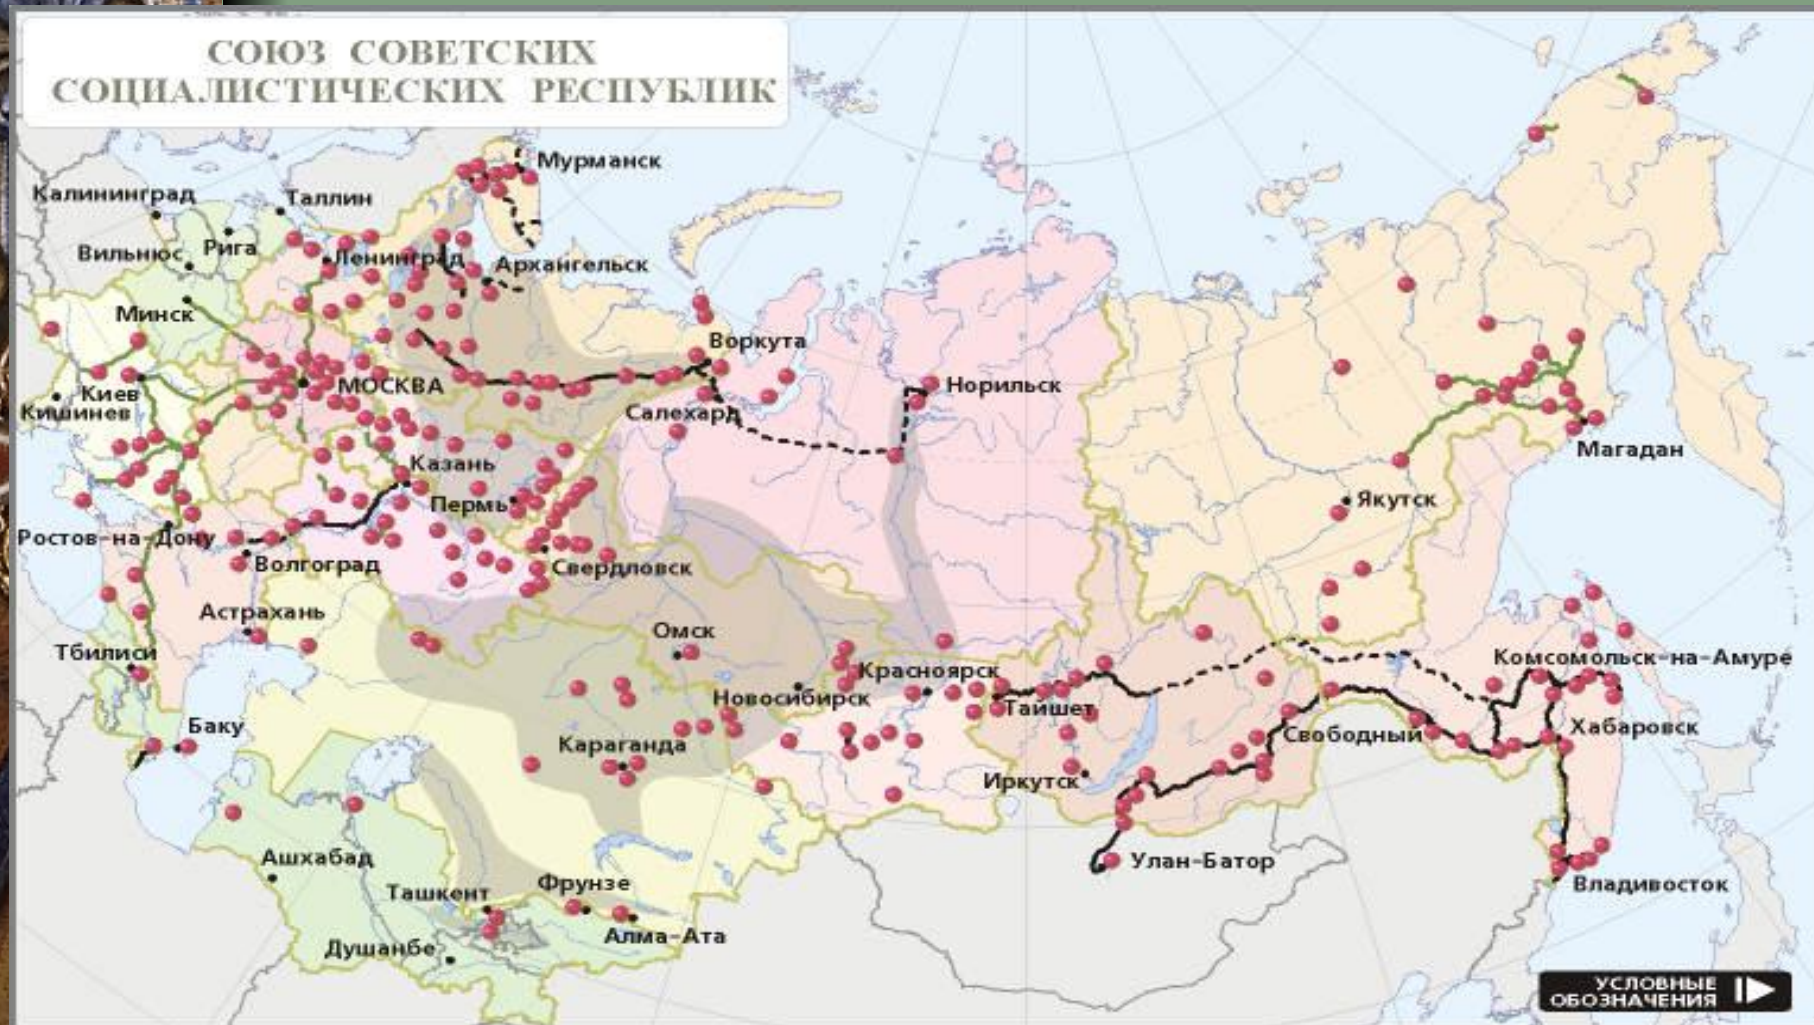 СОЮЗ СОВЕТСКИХ
СОЦИАЛИСТИЧЕСКИХ РЕСПУБЛИК
Мурманск
Калининград
Таллин
Вильнюс
Рига
Ленинград
Архангельск
Минск
Воркута
Киев
МОСКВА
Кишинев
Салехард
Норильск
Магадан
Казань
Пермь
Якутск
Ростов-на-Дону
Волгоград
Свердловск
Астрахань
Омск
Тбилиси
Красноярск
Комсомольск-на-Амуре
Новосибирск
Тайшет
Баку
Караганда
Свободный
Хабаровск
Иркутск
Ашхабад
Улан-Батор
Ташкент
Фрунзе
Владивосток
Душанбе
Алма-Ата
УСЛОВНЫЕ
ОБОЗНАЧЕНИЯ